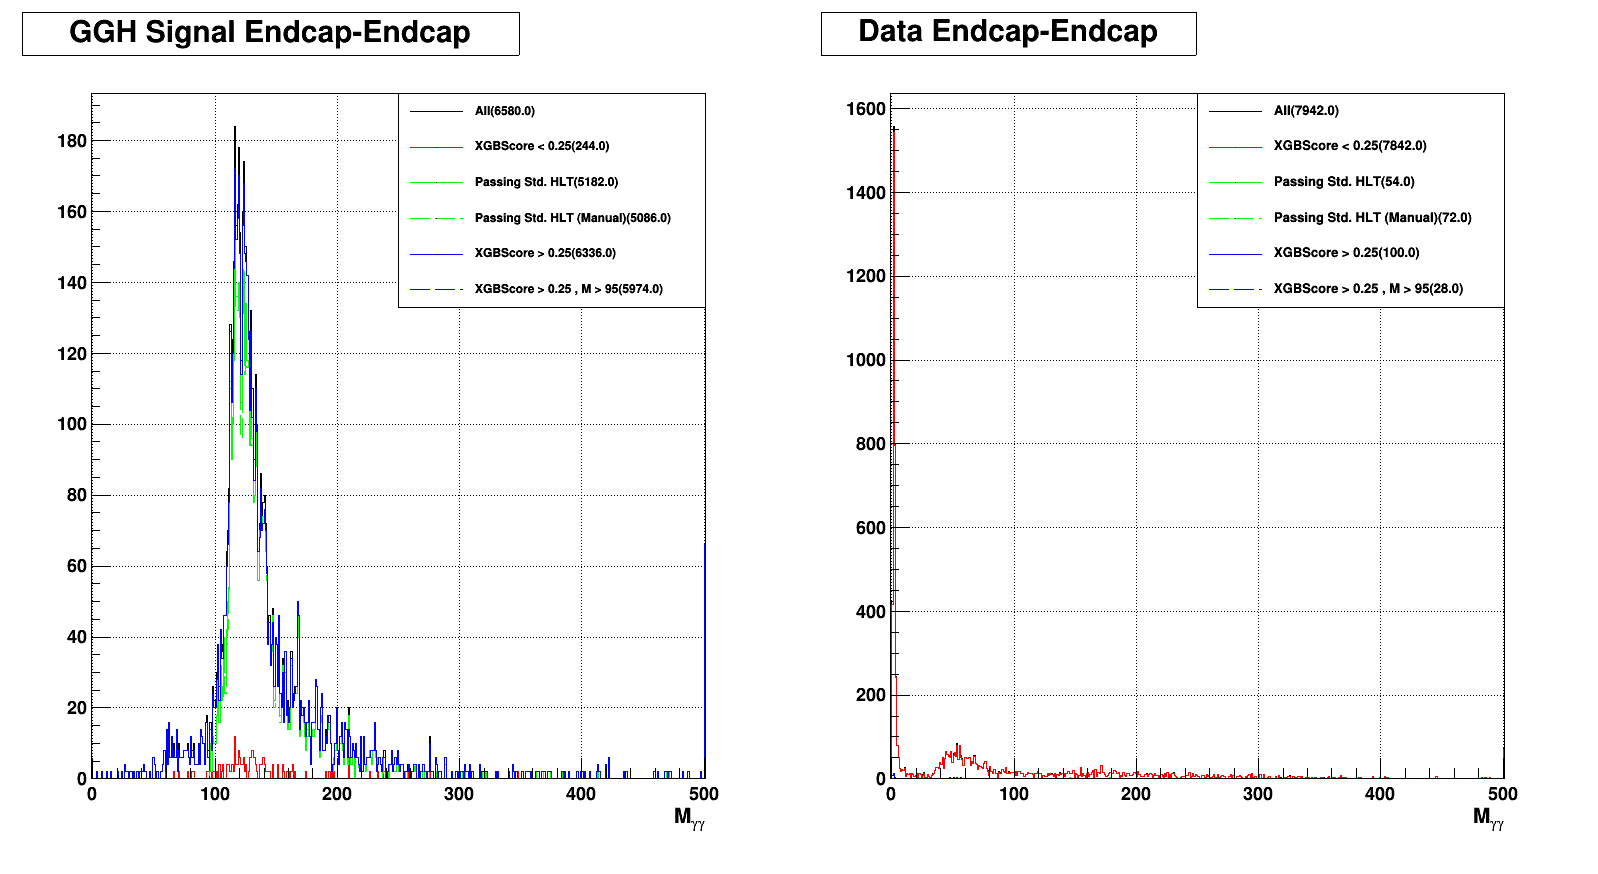 GGH Signal Endcap-Endcap
All(6580.0)
XGBScore < 0.25(244.0)
Passing Std. HLT(5182.0)
Passing Std. HLT (Manual)(5086.0)
XGBScore > 0.25(6336.0)
XGBScore > 0.25 , M > 95(5974.0)
180
160
140
120
100
80
60
40
20
0
0 100 200 300 400 500
Mγγ
Data Endcap-Endcap
All(7942.0)
XGBScore < 0.25(7842.0)
Passing Std. HLT(54.0)
Passing Std. HLT (Manual)(72.0)
XGBScore > 0.25(100.0)
XGBScore > 0.25 , M > 95(28.0)
1600
1400
1200
1000
800
600
400
200
0
0 100 200 300 400 500
Mγγ